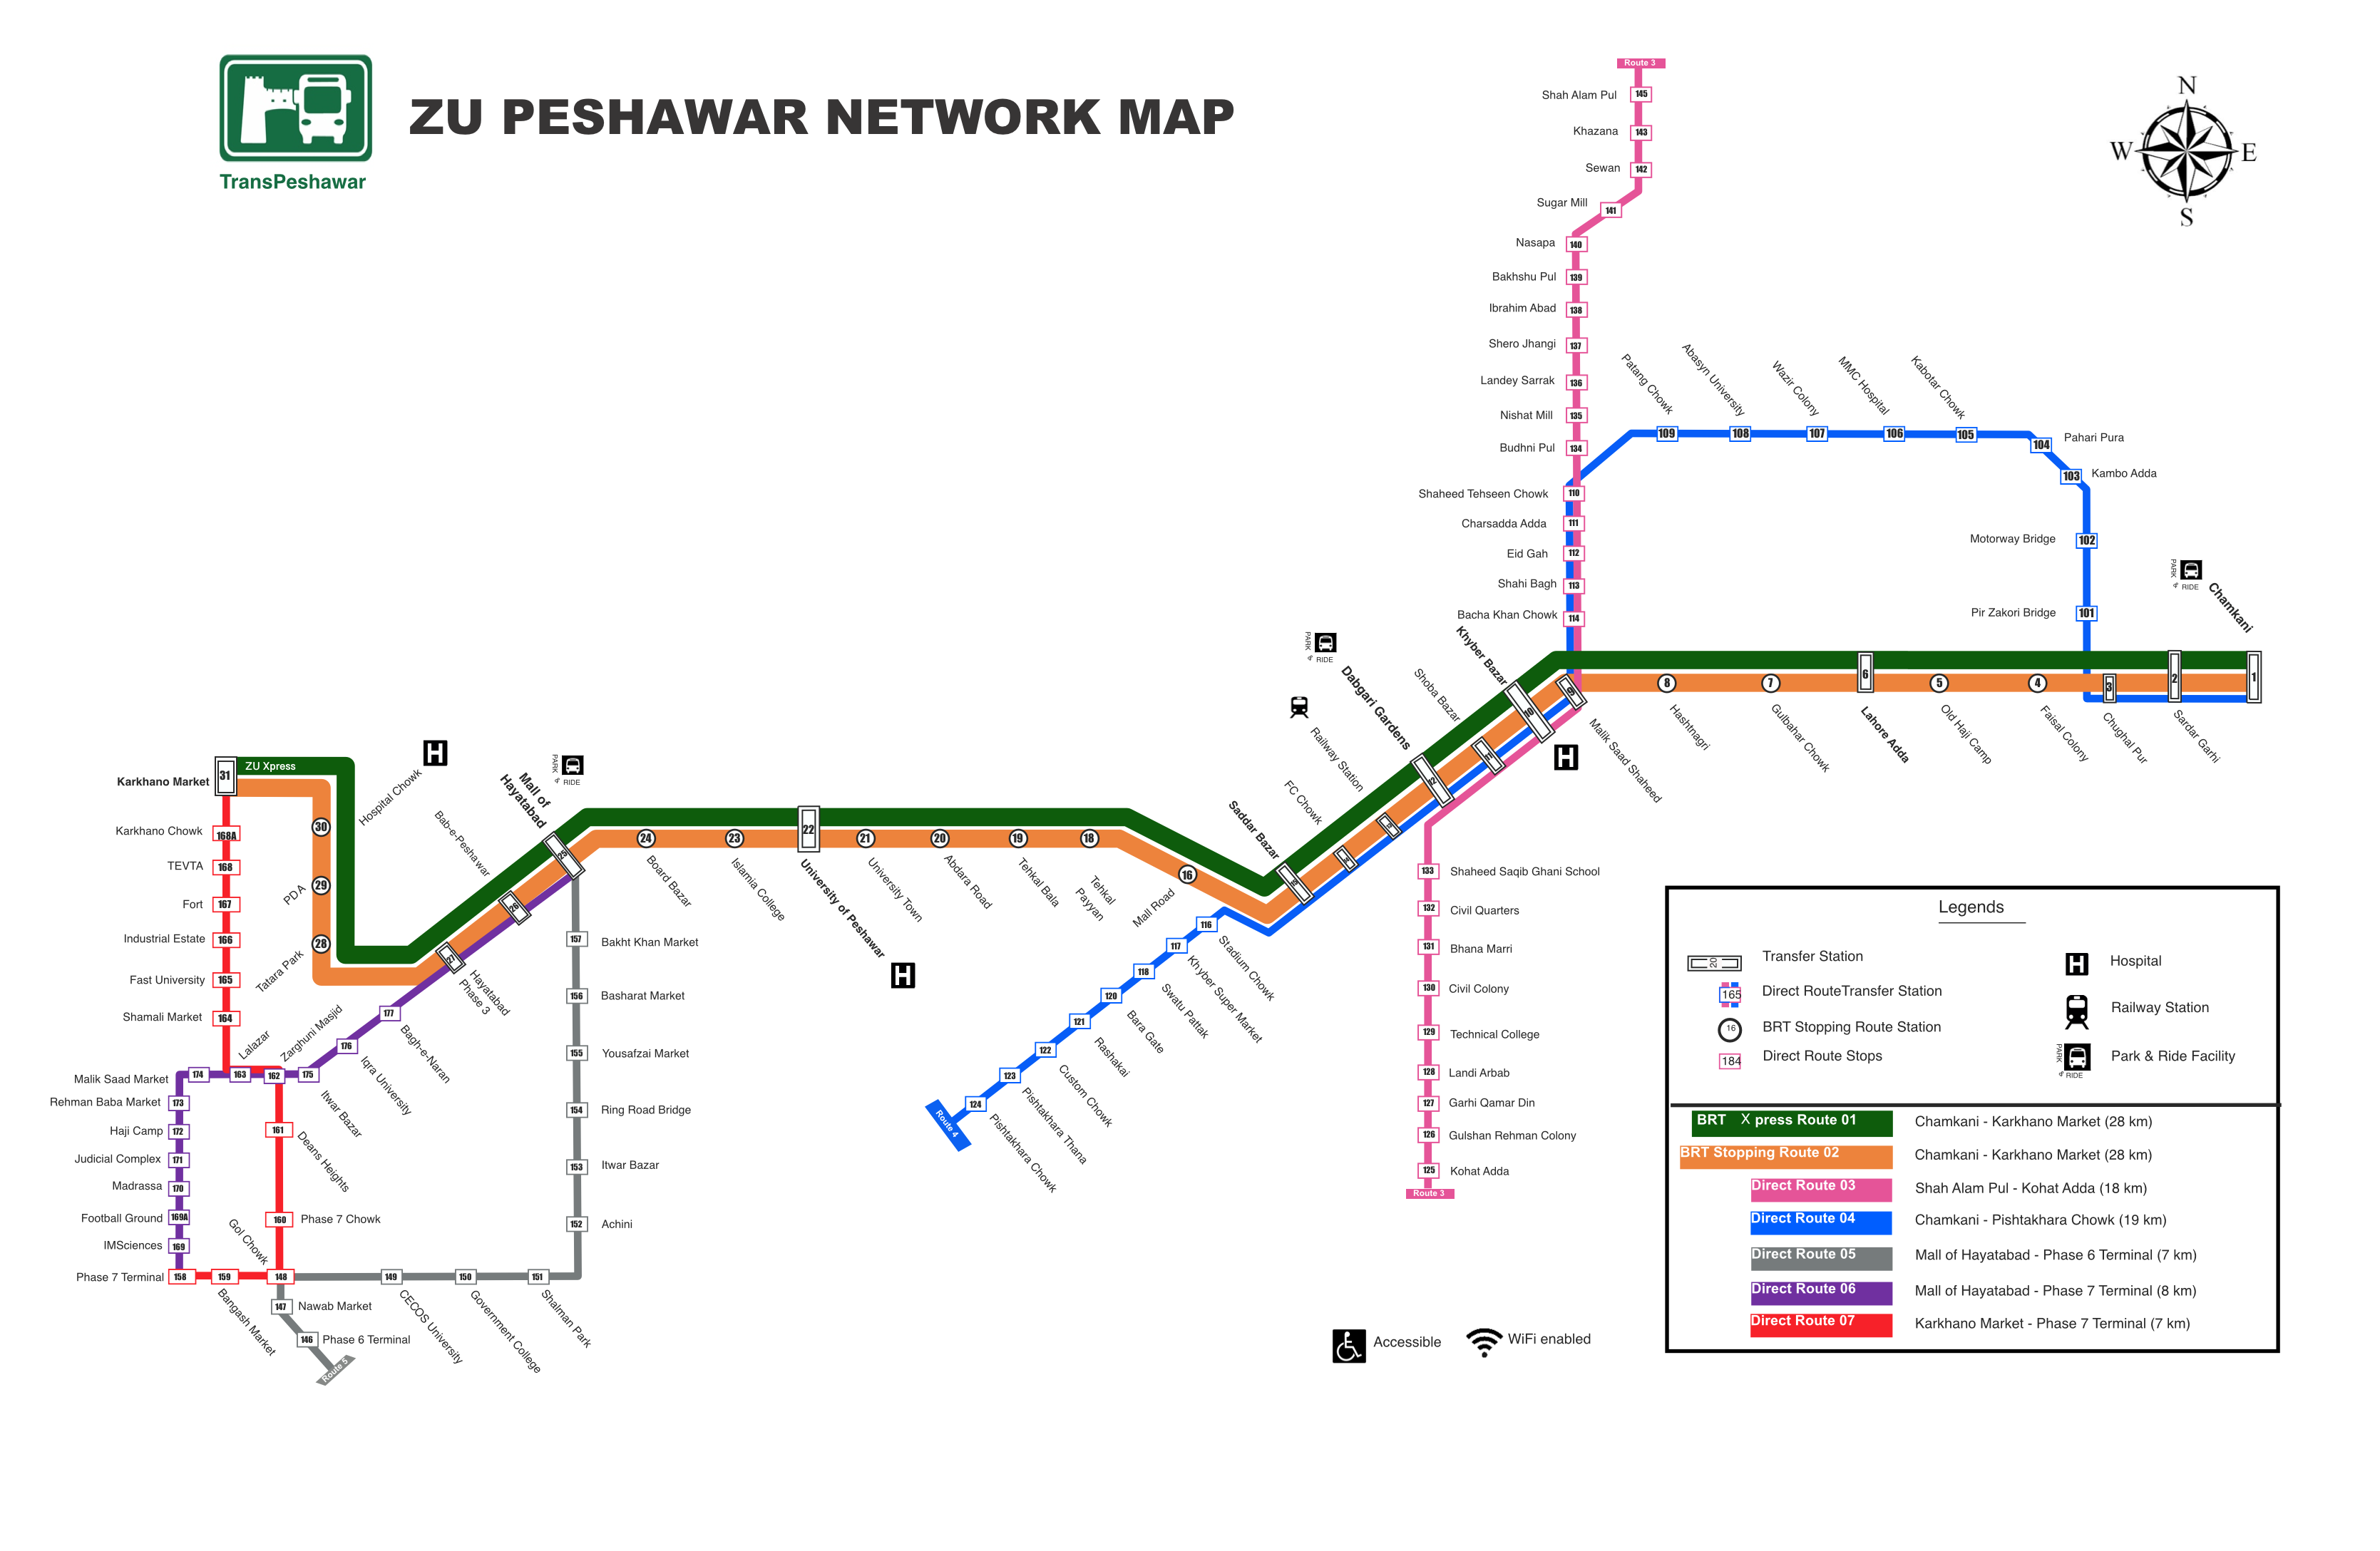 ZU PESHAWAR NETWORK MAP
TransPeshawar
N
W
E
S
Route 3
Shah Alam Pul 145
Khazana 143
Sewan 142
Sugar Mill 141
Nasapa 140
Bakhshu Pul 139
Ibrahim Abad 138
Shero Jhangi 137
Landey Sarrak 136
Nishat Mill 135
Budhni Pul 134
Shaheed Tehseen Chowk 110
Charsadda Adda 111
Eid Gah 112
Shahi Bagh 113
Bacha Khan Chowk 114
Patang Chowk 109
Abasyn University 108
Wazir Colony 107
MMC Hospital 106
Kabotar Chowk 105
104 Pahari Pura
103 Kambo Adda
Motorway Bridge 102
Pir Zakori Bridge 101
PARK & RIDE
Chamkani 1
2 Sardar Garhi
3 Chughal Pur
4 Faisal Colony
5 Old Haji Camp
6 Lahore Adda
7 Gulbahar Chowk
8 Hashtnagri
9 Malik Saad Shaheed
Khyber Bazar 10
H
Shoba Bazar 11
PARK & RIDE
Dabgari Gardens 12
Railway Station
FC Chowk
Saddar Bazar
Mall Road 16
18 Tehkal
Payyan
19 Tehkal Bala
20 Abdara Road
21 University Town
22 University of Peshawar
H
23 Islamia College
24 Board Bazar
PARK & RIDE
Mall of
Hayatabad 25
Bab-e-Peshawar 26
27 Hayatabad
Phase 3
Tatara Park 28
PDA 29
Hospital Chowk 30
H
ZU Xpress
Karkhano Market 31
Karkhano Chowk 168A
TEVTA 168
Fort 167
Industrial Estate 166
Fast University 165
Shamali Market 164
Lalazar 163
Zarghuni Masjid 162
175 Itwar Bazar
176 Iqra University
177 Bagh-e-Naran
Malik Saad Market 174
Rehman Baba Market 173
Haji Camp 172
Judicial Complex 171
Madrassa 170
Football Ground 169A
IMSciences 169
Phase 7 Terminal 158
159 Bangash Market
Gol Chowk 148
160 Phase 7 Chowk
161 Deans Heights
147 Nawab Market
146 Phase 6 Terminal
Route 5
149 CECOS University
150 Government College
151 Shalman Park
152 Achini
153 Itwar Bazar
154 Ring Road Bridge
155 Yousafzai Market
156 Basharat Market
157 Bakht Khan Market
116 Stadium Chowk
117 Khyber Super Market
118 Swatu Pattak
120 Bara Gate
121 Rashakai
122 Custom Chowk
123 Pishtakhara Thana
124 Pishtakhara Chowk
Route 4
133 Shaheed Saqib Ghani School
132 Civil Quarters
131 Bhana Marri
130 Civil Colony
129 Technical College
128 Landi Arbab
127 Garhi Qamar Din
126 Gulshan Rehman Colony
125 Kohat Adda
Route 3
Accessible
WiFi enabled
Legends
20 Transfer Station
165 Direct RouteTransfer Station
16 BRT Stopping Route Station
184 Direct Route Stops
H Hospital
Railway Station
PARK & RIDE Park & Ride Facility
BRT X press Route 01 Chamkani - Karkhano Market (28 km)
BRT Stopping Route 02 Chamkani - Karkhano Market (28 km)
Direct Route 03 Shah Alam Pul - Kohat Adda (18 km)
Direct Route 04 Chamkani - Pishtakhara Chowk (19 km)
Direct Route 05 Mall of Hayatabad - Phase 6 Terminal (7 km)
Direct Route 06 Mall of Hayatabad - Phase 7 Terminal (8 km)
Direct Route 07 Karkhano Market - Phase 7 Terminal (7 km)